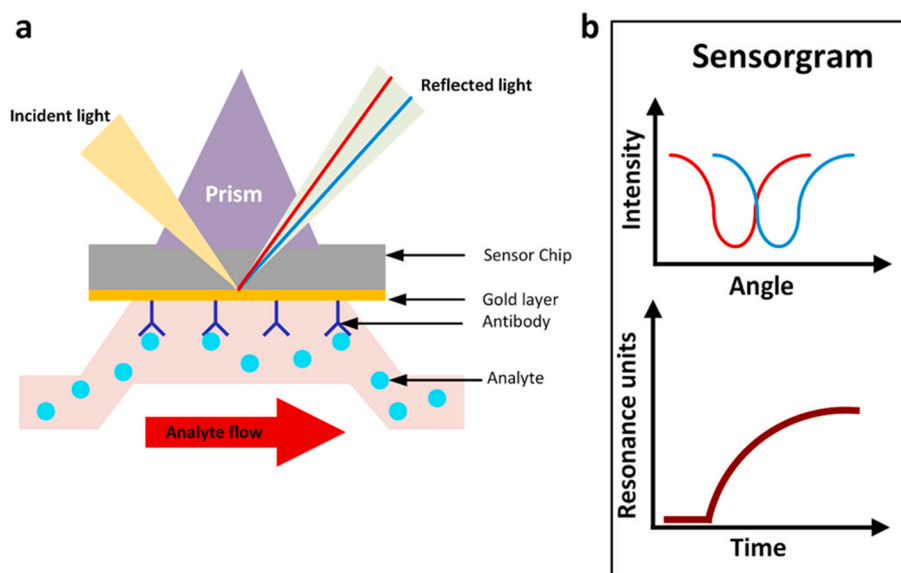 a
Incident light
Reflected light
Prism
Sensor Chip
Gold layer
Antibody
Analyte
Analyte flow
b
Sensorgram
Intensity
Angle
Resonance units
Time